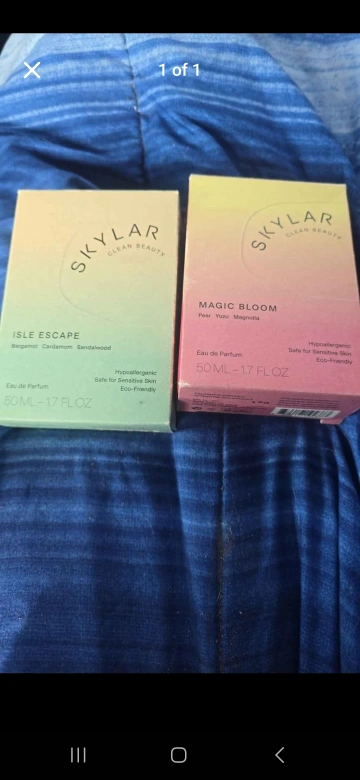 1 of 1
SKYLAR
CLEAN BEAUTY
ISLE ESCAPE
Bergamot Cardamom Sandalwood
Hypoallergenic
Safe for Sensitive Skin
Eco-Friendly
Eau de Parfum
50 ML – 1.7 FL OZ
SKYLAR
CLEAN BEAUTY
MAGIC BLOOM
Pear Yuzu Magnolia
Hypoallergenic
Safe for Sensitive Skin
Eco-Friendly
Eau de Parfum
50 ML – 1.7 FL OZ